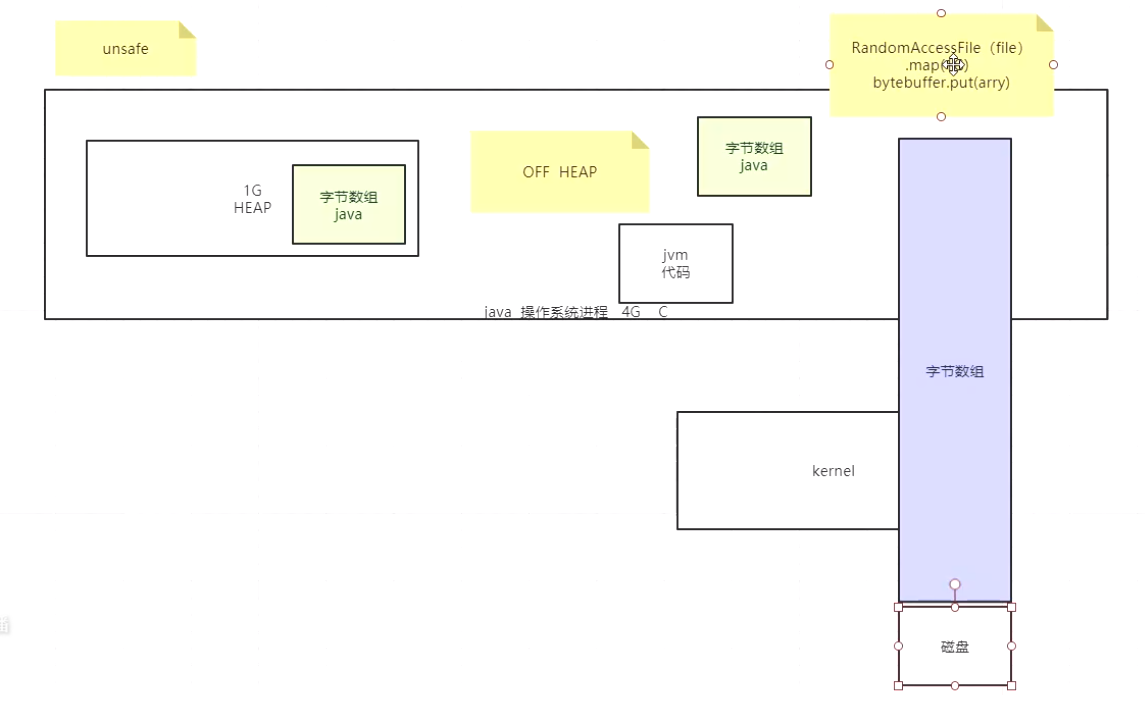 unsafe
RandomAccessFile（file）
.map(
bytebuffer.put(arry)
1G
HEAP
字节数组
java
OFF HEAP
字节数组
java
jvm
代码
java 操作系统进程 4G C
字节数组
kernel
磁盘